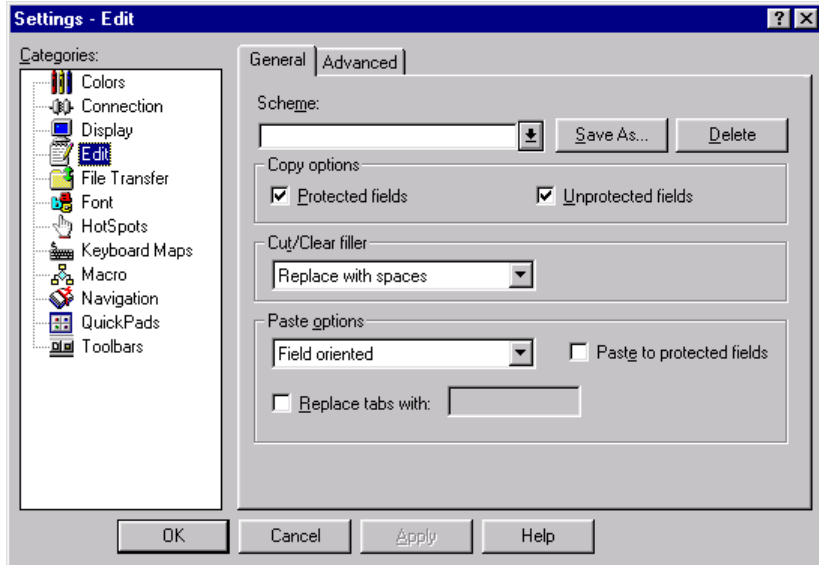 Settings - Edit
Categories:
Colors
Connection
Display
Edit
File Transfer
Font
HotSpots
Keyboard Maps
Macro
Navigation
QuickPads
Toolbars
General Advanced
Scheme:
Save As... Delete
Copy options
Protected fields Unprotected fields
Cut/Clear filler
Replace with spaces
Paste options
Field oriented Paste to protected fields
Replace tabs with:
OK Cancel Apply Help